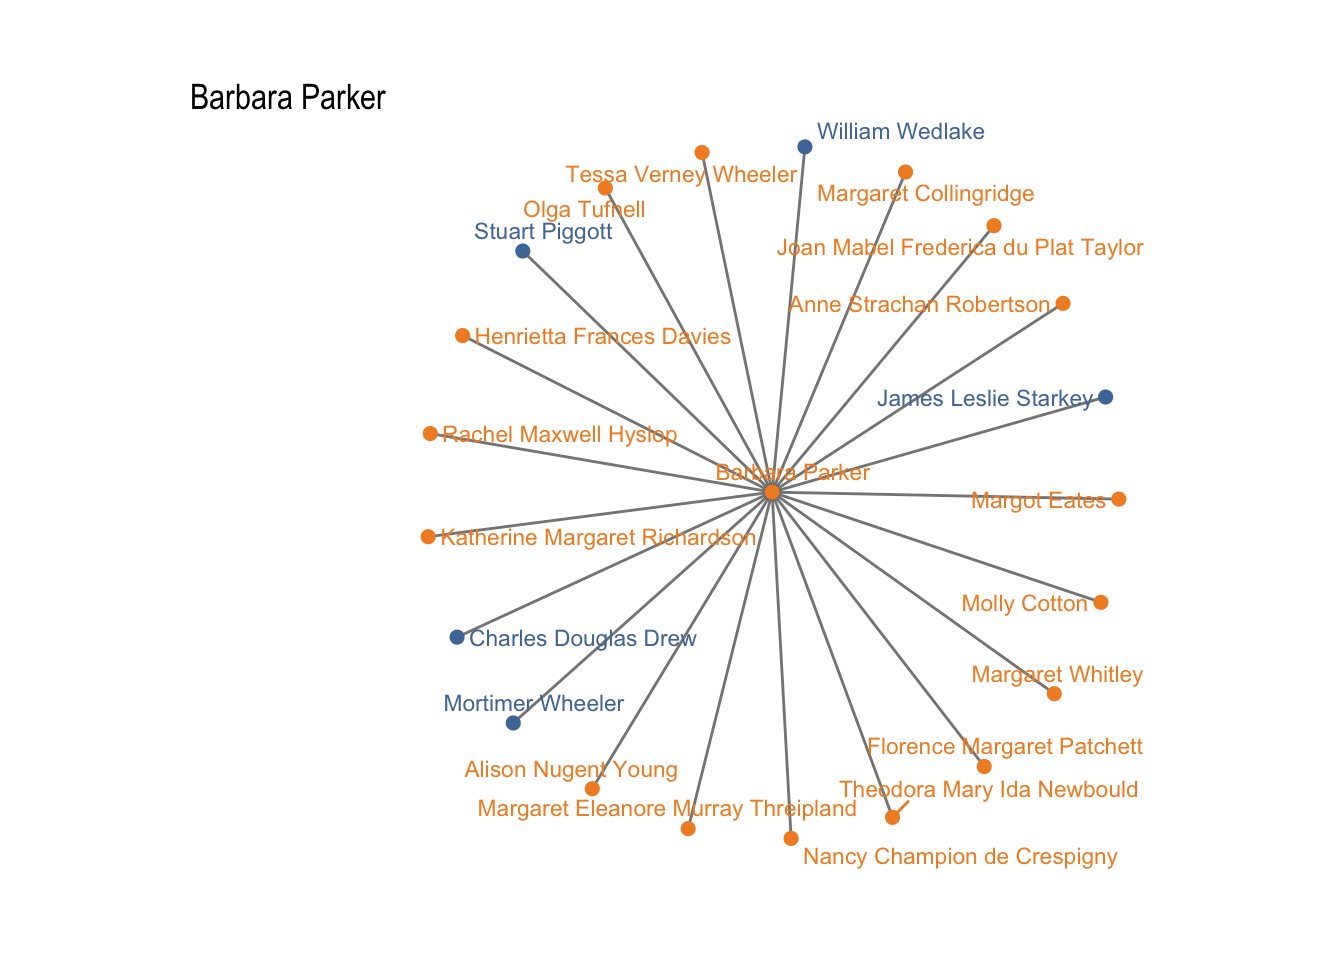 Barbara Parker
William Wedlake
Tessa Verney Wheeler
Margaret Collingridge
Olga Tufnell
Stuart Piggott
Joan Mabel Frederica du Plat Taylor
Anne Strachan Robertson
Henrietta Frances Davies
James Leslie Starkey
Rachel Maxwell Hyslop
Barbara Parker
Margot Eates
Katherine Margaret Richardson
Molly Cotton
Charles Douglas Drew
Margaret Whitley
Mortimer Wheeler
Florence Margaret Patchett
Alison Nugent Young
Theodora Mary Ida Newbould
Margaret Eleanore Murray Threipland
Nancy Champion de Crespigny